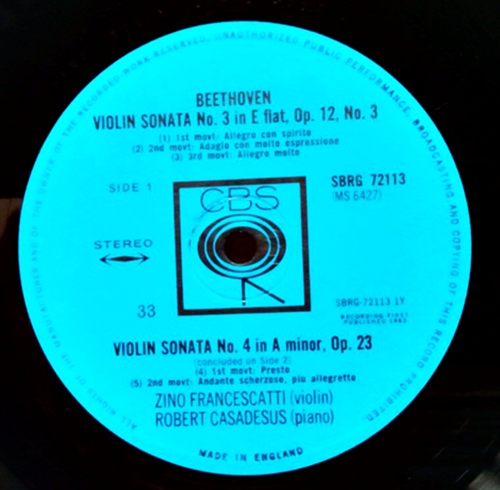 ALL RIGHTS OF THE MANUFACTURER AND OF THE OWNER OF THE RECORDED WORK RESERVED. UNAUTHORIZED PUBLIC PERFORMANCE, BROADCASTING AND COPYING OF THIS RECORD PROHIBITED.
BEETHOVEN
VIOLIN SONATA No. 3 in E flat, Op. 12, No. 3
(1) 1st movt: Allegro con spirito
(2) 2nd movt: Adagio con molto espressione
(3) 3rd movt: Allegro molto
SIDE 1
CBS
SBRG 72113
(MS 6427)
STEREO
33
SBRG-72113 1Y
RECORDING FIRST
PUBLISHED 1963
VIOLIN SONATA No. 4 in A minor, Op. 23
(concluded on Side 2)
(4) 1st movt: Presto
(5) 2nd movt: Andante scherzoso, piu allegretto
ZINO FRANCESCATTI (violin)
ROBERT CASADESUS (piano)
MADE IN ENGLAND